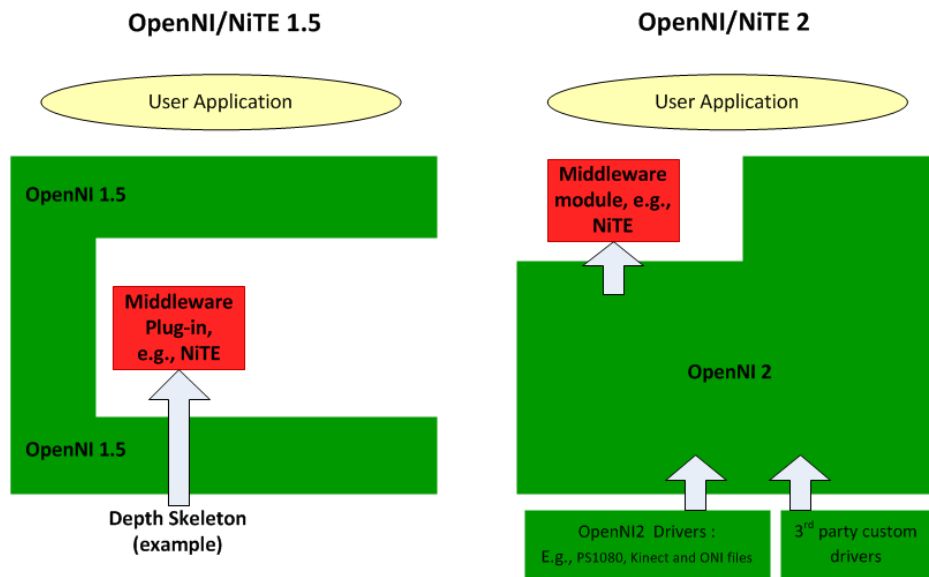 OpenNI/NiTE 1.5
User Application
OpenNI 1.5
Middleware
Plug-in,
e.g., NiTE
OpenNI 1.5
Depth Skeleton
(example)
OpenNI/NiTE 2
User Application
Middleware
module, e.g.,
NiTE
OpenNI 2
OpenNI2 Drivers :
E.g., PS1080, Kinect and ONI files
3rd party custom
drivers